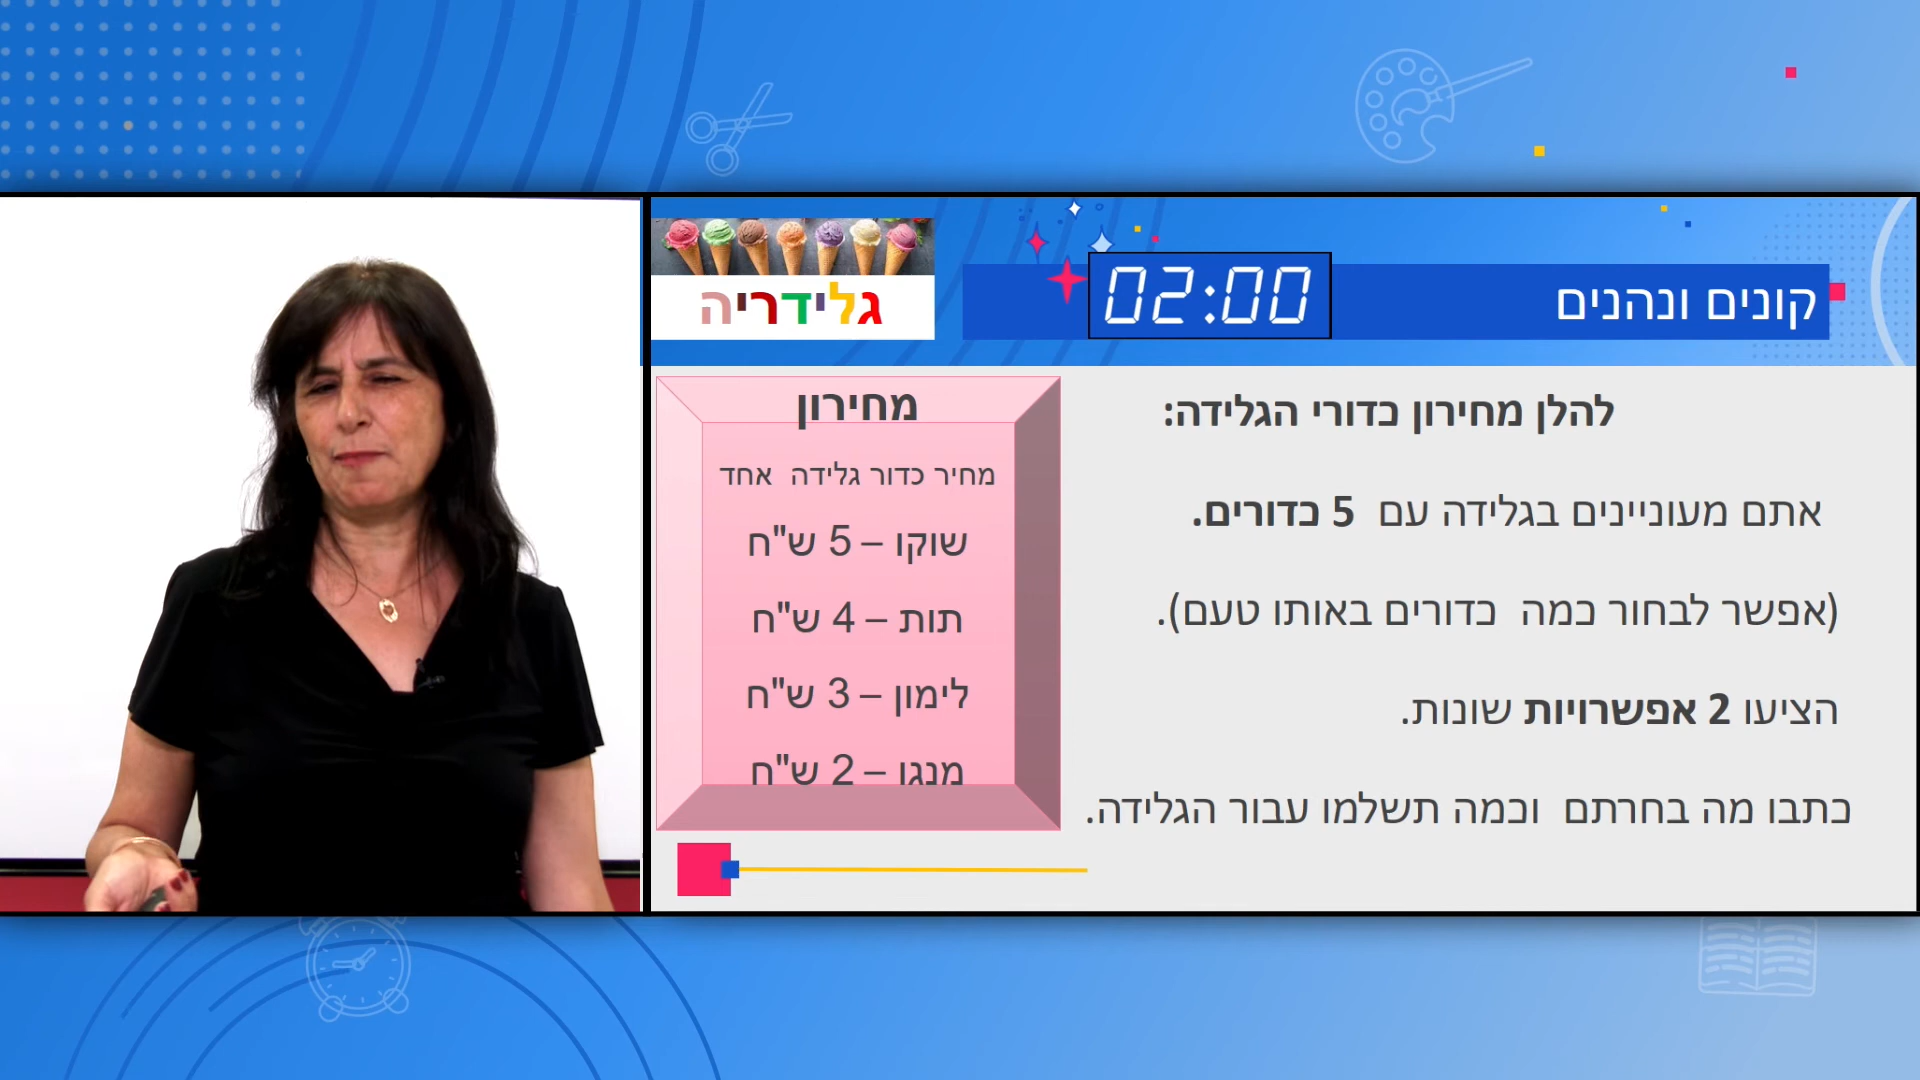 קונים ונהנים
02:00
גלידריה
להלן מחירון כדורי הגלידה:
אתם מעוניינים בגלידה עם 5 כדורים.
(אפשר לבחור כמה כדורים באותו טעם).
הציעו 2 אפשרויות שונות.
כתבו מה בחרתם וכמה תשלמו עבור הגלידה.
מחירון
מחיר כדור גלידה אחד
שוקו – 5 ש"ח
תות – 4 ש"ח
לימון – 3 ש"ח
מנגו – 2 ש"ח